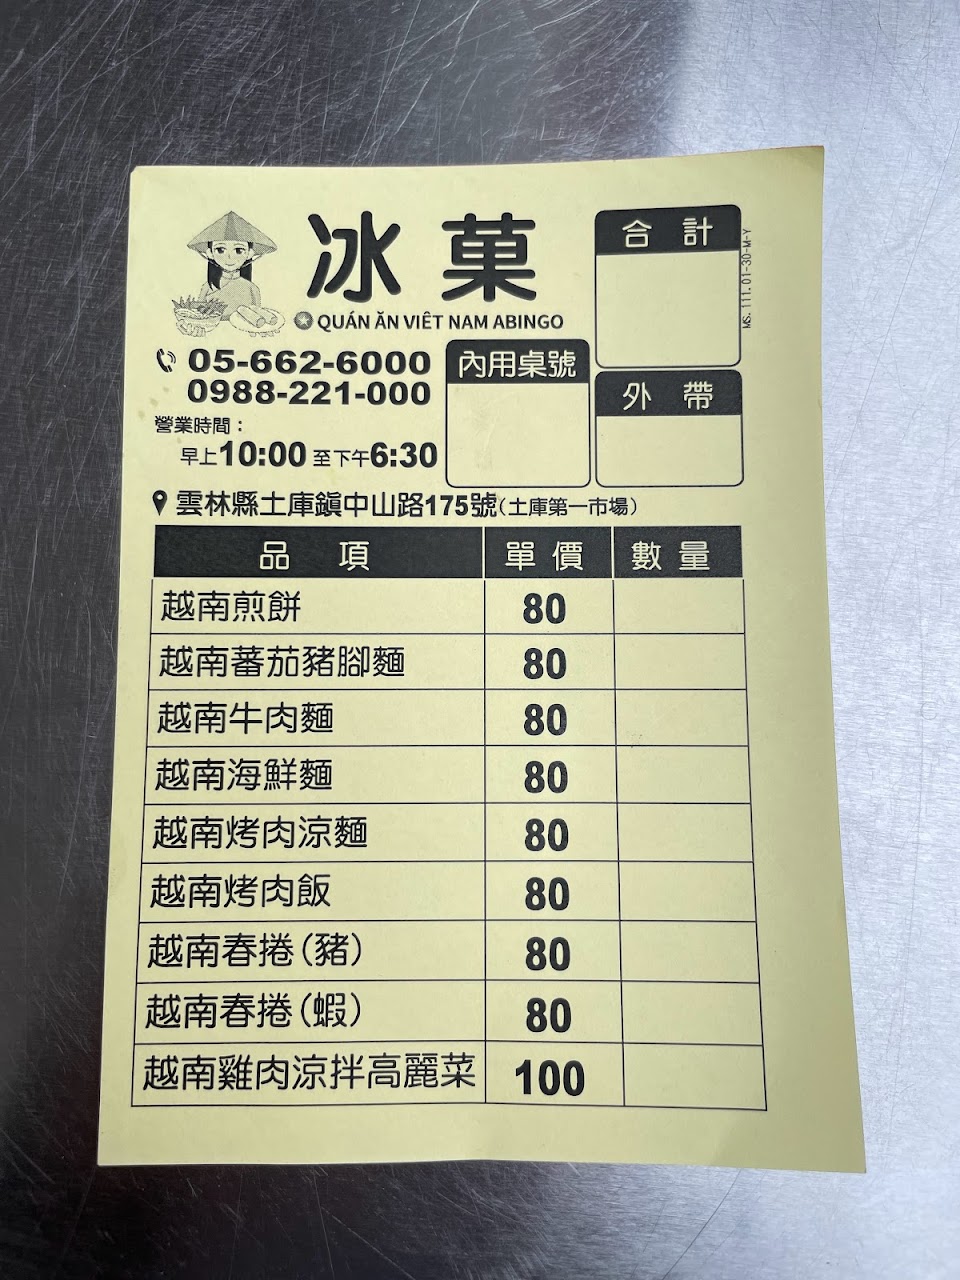 冰菓
QUÁN ĂN VIÊT NAM ABINGO
合計
MS.111.01-30-M-Y
05-662-6000
0988-221-000
內用桌號
外帶
營業時間：
早上10:00至下午6:30
雲林縣土庫鎮中山路175號(土庫第一市場)
品項 單價 數量
越南煎餅 80
越南蕃茄豬腳麵 80
越南牛肉麵 80
越南海鮮麵 80
越南烤肉涼麵 80
越南烤肉飯 80
越南春捲(豬) 80
越南春捲(蝦) 80
越南雞肉涼拌高麗菜 100